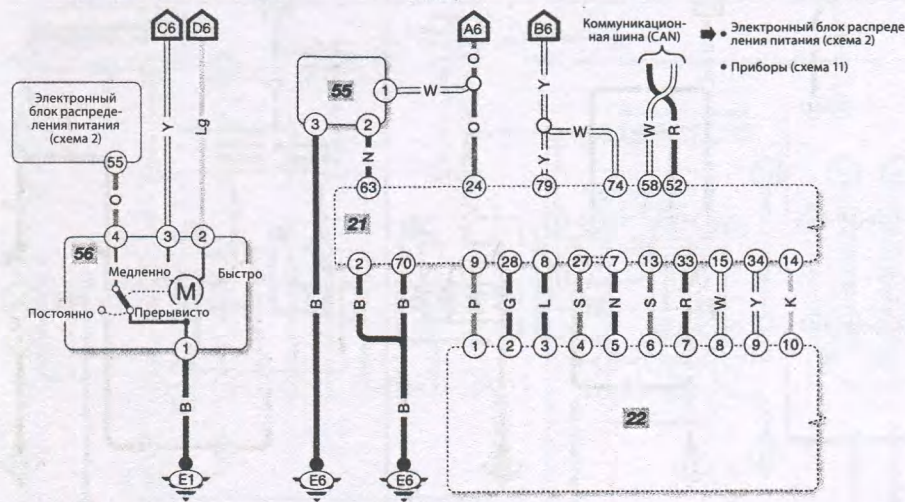 C6 D6 A6 B6
Коммуникацион-
ная шина (CAN)
• Электронный блок распреде-
ления питания (схема 2)
• Приборы (схема 11)
Электронный
блок распреде-
ления питания
(схема 2)
55
55
1 W
3 2
O Y Lg O O Y W W R
B N Y
63 24 79 74 58 52
21
56
4 3 2
2 70 9 28 8 27 7 13 33 15 34 14
Медленно
Быстро
M
Постоянно
Прерывисто
B B P G L S N S R W Y K
1
1 2 3 4 5 6 7 8 9 10
22
B B B
E1 E6 E6